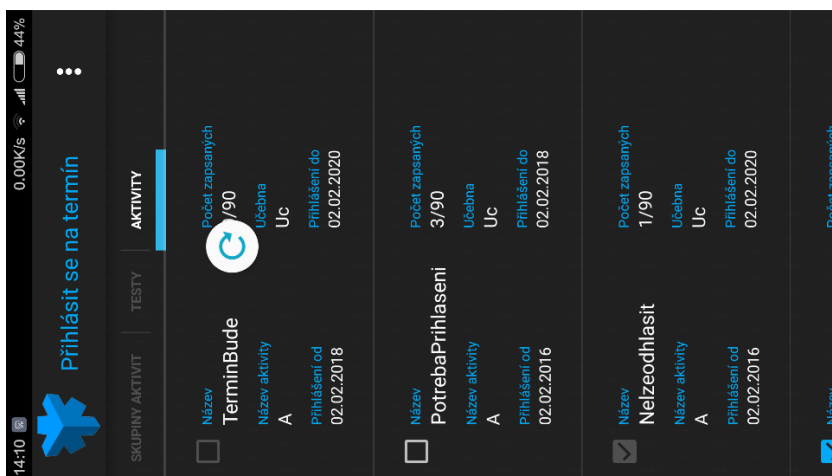 14:10 0.00K/s 44%
Přihlásit se na termín
SKUPINY AKTIVIT TESTY AKTIVITY
Název Počet zapsaných
TerminBude /90
Název aktivity Učebna
A Uc
Přihlášení od Přihlášení do
02.02.2018 02.02.2020
Název Počet zapsaných
PotrebaPrihlaseni 3/90
Název aktivity Učebna
A Uc
Přihlášení od Přihlášení do
02.02.2016 02.02.2018
Název Počet zapsaných
Nelzeodhlasit 1/90
Název aktivity Učebna
A Uc
Přihlášení od Přihlášení do
02.02.2016 02.02.2020
Název Počet zapsaných